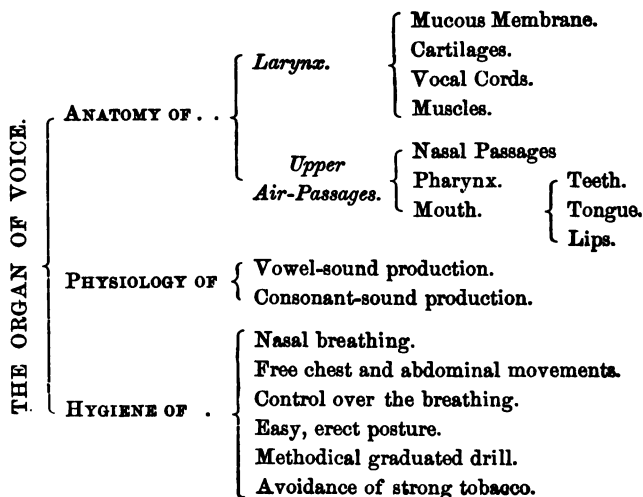 THE ORGAN OF VOICE.
ANATOMY OF . .
Larynx.
Mucous Membrane.
Cartilages.
Vocal Cords.
Muscles.
Upper
Air-Passages.
Nasal Passages
Pharynx.
Mouth.
Teeth.
Tongue.
Lips.
PHYSIOLOGY OF
Vowel-sound production.
Consonant-sound production.
HYGIENE OF .
Nasal breathing.
Free chest and abdominal movements.
Control over the breathing.
Easy, erect posture.
Methodical graduated drill.
Avoidance of strong tobacco.